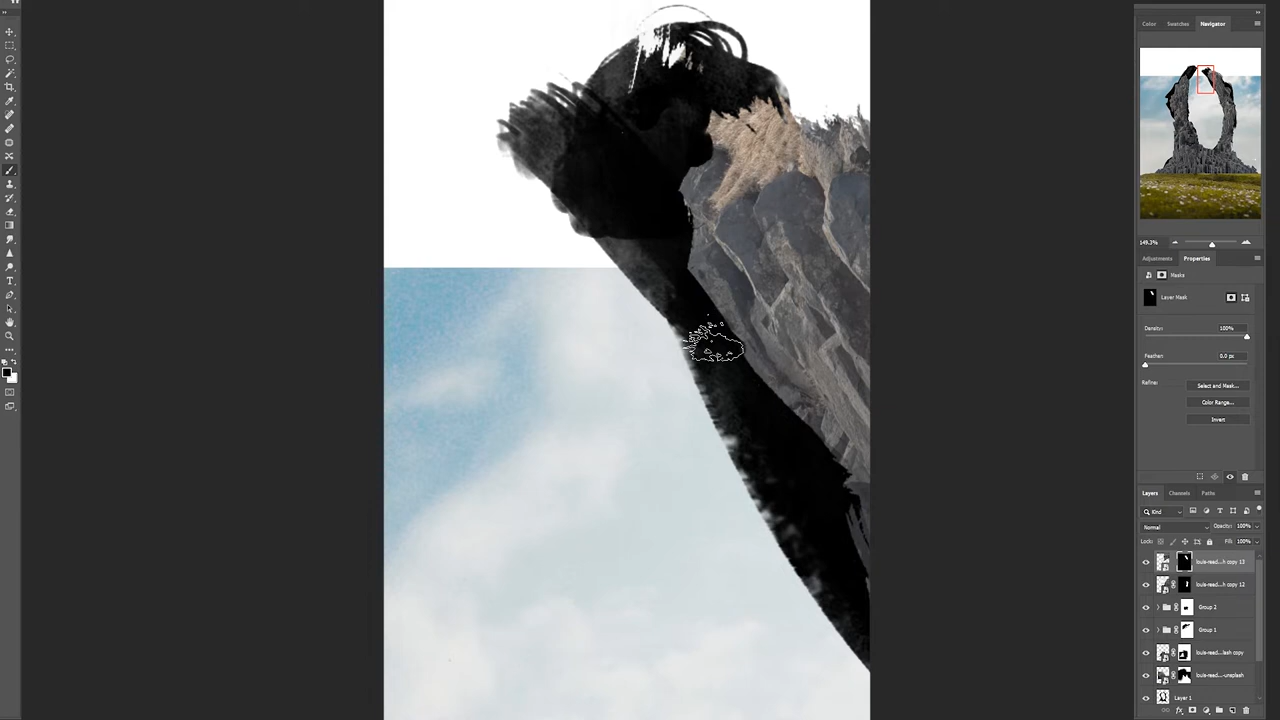 Color Swatches Navigator
149.3%
Adjustments Properties
Masks
Layer Mask
Density: 100%
Feather: 0.0 px
Refine: Select and Mask...
Color Range...
Invert
Layers Channels Paths
Kind
Normal Opacity: 100%
Lock: Fill: 100%
louis-read...h copy 13
louis-read...h copy 12
Group 2
Group 1
louis-read...lash copy
louis-read...-unsplash
Layer 1
fx